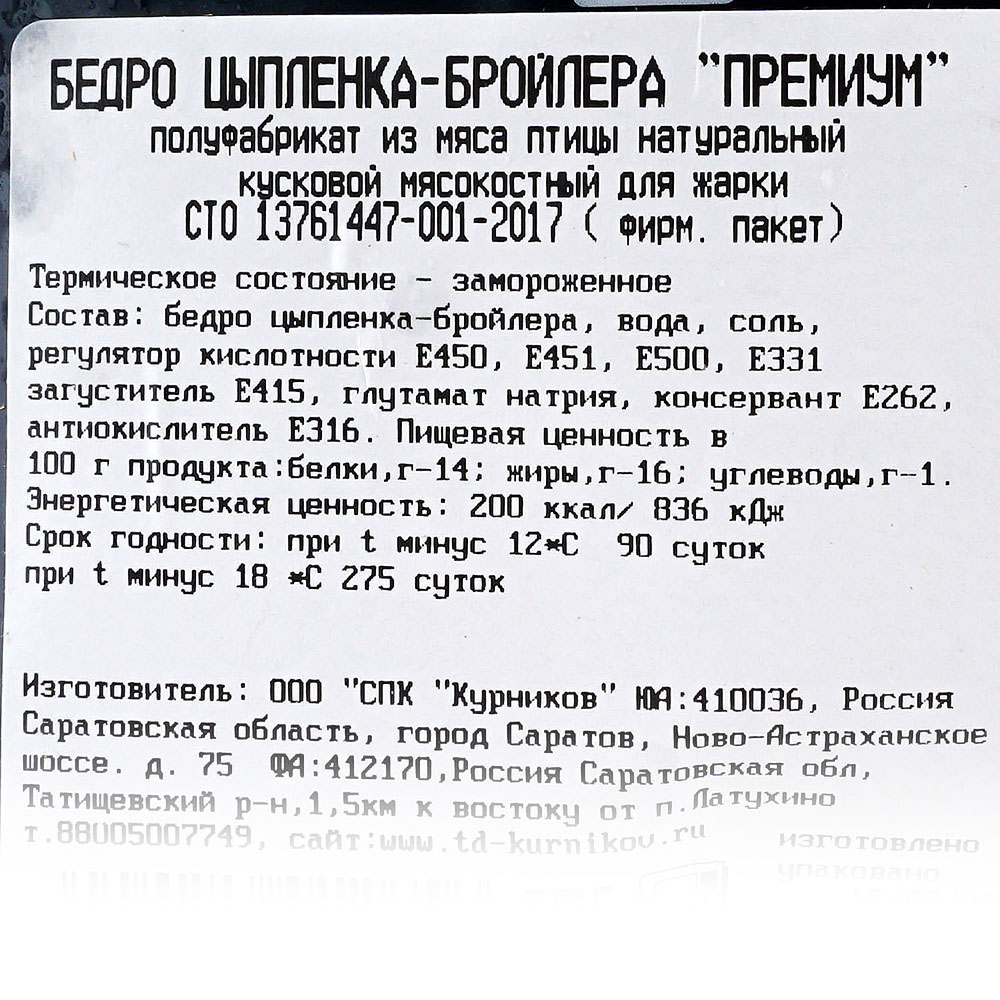 БЕДРО ЦЫПЛЕНКА-БРОЙЛЕРА "ПРЕМИУМ"
полуфабрикат из мяса птицы натуральный
кусковой мясокостный для жарки
СТО 13761447-001-2017 ( фирм. пакет)
Термическое состояние - замороженное
Состав: бедро цыпленка-бройлера, вода, соль,
регулятор кислотности Е450, Е451, Е500, Е331
загуститель Е415, глутамат натрия, консервант Е262,
антиокислитель Е316. Пищевая ценность в
100 г продукта:белки,г-14; жиры,г-16; углеводы,г-1.
Энергетическая ценность: 200 ккал/ 836 кДж
Срок годности: при t минус 12*С 90 суток
при t минус 18 *С 275 суток
Изготовитель: ООО "СПК "Курников" ЮА:410036, Россия
Саратовская область, город Саратов, Ново-Астраханское
шоссе. д. 75 ФА:412170,Россия Саратовская обл,
Татищевский р-н,1,5км к востоку от п.Латухино
т.88005007749, сайт:www.td-kurnikov.ru
изготовлено
упаковано